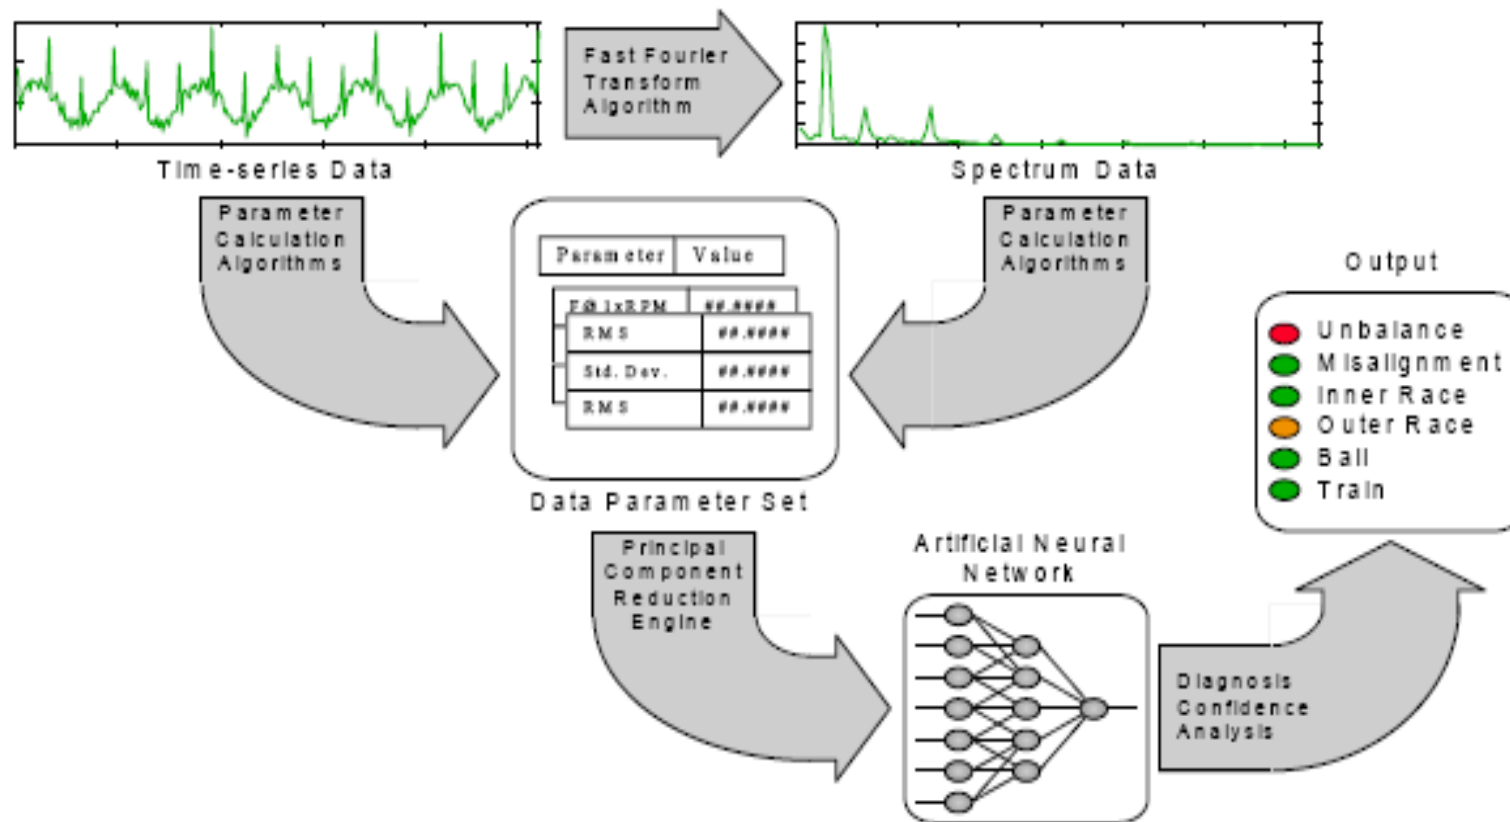 Fast Fourier
Transform
Algorithm
Time-series Data
Spectrum Data
Parameter
Calculation
Algorithms
Parameter Value
F@1xRPM ##.####
RMS ##.####
Std. Dev. ##.####
RMS ##.####
Data Parameter Set
Parameter
Calculation
Algorithms
Output
Unbalance
Misalignment
Inner Race
Outer Race
Ball
Train
Principal
Component
Reduction
Engine
Artificial Neural
Network
Diagnosis
Confidence
Analysis